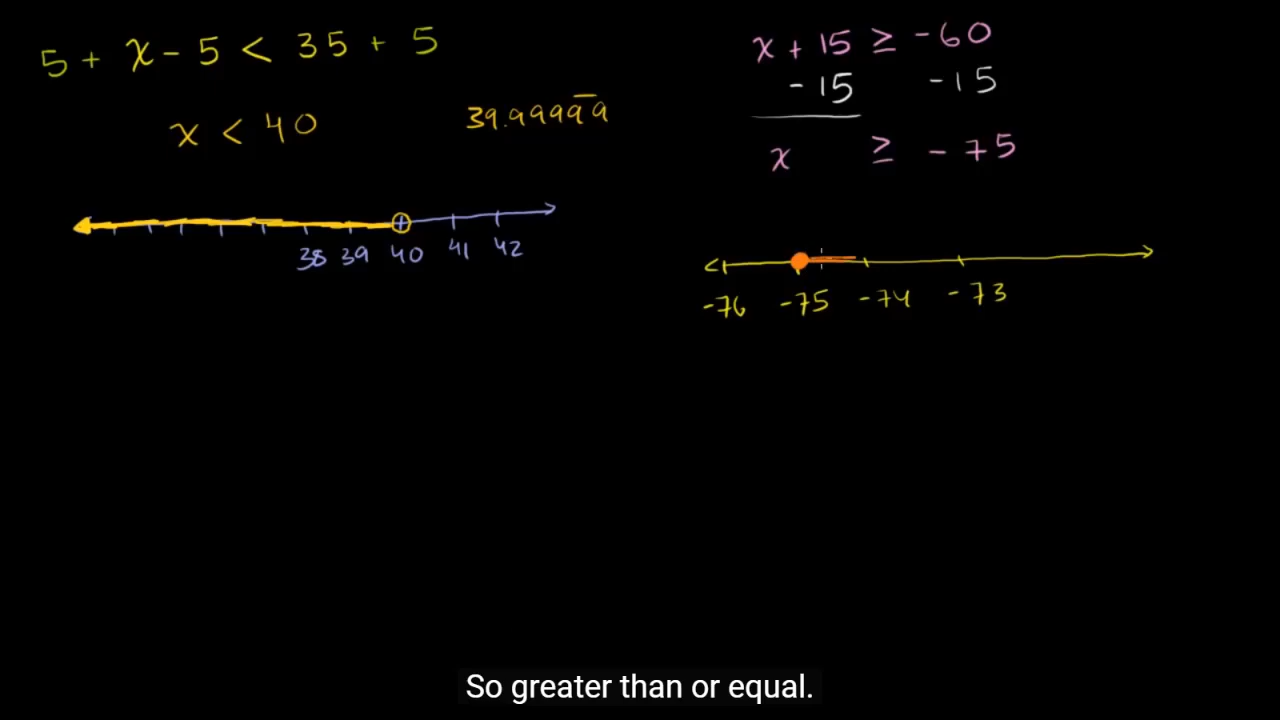 5 + x - 5 < 35 + 5
x < 40
39.99999̅9
38 39 40 41 42
x + 15 ≥ -60
-15 -15
x ≥ -75
-76 -75 -74 -73
So greater than or equal.